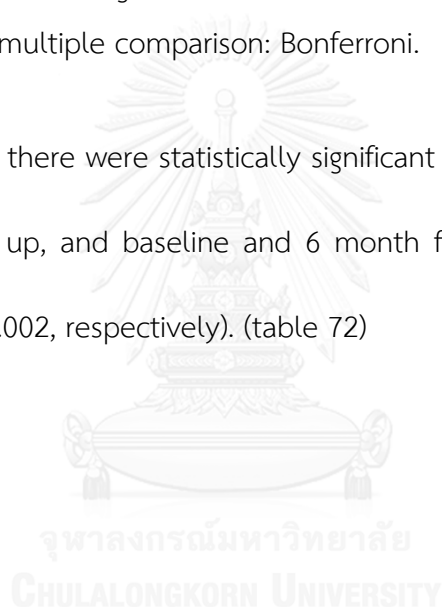 multiple comparison: Bonferroni.
there were statistically significant
up, and baseline and 6 month f
.002, respectively). (table 72)
จุฬาลงกรณ์มหาวิทยาลัย
CHULALONGKORN UNIVERSITY